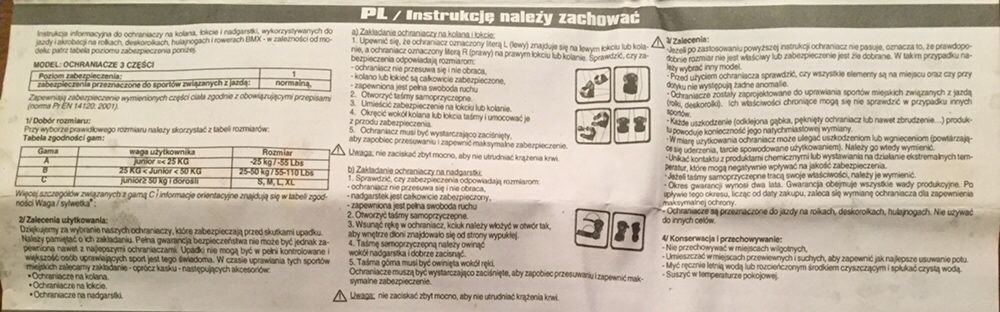 PL / Instrukcję należy zachować
Instrukcja informacyjna do ochraniaczy na kolana, łokcie i nadgarstki, wykorzystywanych do
jazdy i akrobacji na rolkach, deskorolkach, hulajnogach i rowerach BMX - w zależności od mo-
delu: patrz tabela poziomu zabezpieczenia poniżej.
MODEL: OCHRANIACZE 3 CZĘŚCI
Poziom zabezpieczenia:
zabezpieczenia przeznaczone do sportów związanych z jazdą: normalną,
Zapewniają zabezpieczenie wymienionych części ciała zgodnie z obowiązującymi przepisami
(norma Pr EN 14120: 2001).
1/ Dobór rozmiaru:
Przy wyborze prawidłowego rozmiaru należy skorzystać z tabeli rozmiarów:
Tabela zgodności gam:
Gama waga użytkownika Rozmiar
A junior =< 25 KG -25 kg/ -55 Lbs
B 25 KG < Junior < 50 KG 25-50 kg / 55-110 Lbs
C junior≥ 50 kg i dorośli S, M, L, XL
Więcej szczegółów związanych z gamą C i informacje orientacyjne znajdują się w tabeli zgod-
ności Waga / sylwetka*.
2/ Zalecenia użytkowania:
Dziękujemy za wybranie naszych ochraniaczy, które zabezpieczają przed skutkami upadku.
Należy pamiętać o ich zakładaniu. Pełna gwarancja bezpieczeństwa nie może być jednak za-
pewniona nawet z najlepszymi ochraniaczami. Upadki nie mogą być w pełni kontrolowane i
większość osób uprawiających sport jest tego świadoma. W czasie uprawiania tych sportów
miejskich zalecamy zakładanie - oprócz kasku - następujących akcesoriów:
• Ochraniacze na kolana.
• Ochraniacze na łokcie.
• Ochraniacze na nadgarstki.
a) Zakładanie ochraniaczy na kolana i łokcie:
1. Upewnić się, że ochraniacz oznaczony literą L (lewy) znajduje się na lewym łokciu lub kola-
nie, a ochraniacz oznaczony literą R (prawy) na prawym łokciu lub kolanie. Sprawdzić, czy za-
bezpieczenia odpowiadają rozmiarom:
- ochraniacz nie przesuwa się i nie obraca,
- kolano lub łokieć są całkowicie zabezpieczone,
- zapewniona jest pełna swoboda ruchu
2. Otworzyć taśmy samoprzyczepne.
3. Umieścić zabezpieczenie na łokciu lub kolanie.
4. Okręcić wokół kolana lub łokcia taśmy i umocować je
z przodu zabezpieczenia.
5. Ochraniacz musi być wystarczająco zaciśnięty,
aby zapobiec przesuwaniu i zapewnić maksymalne zabezpieczenie.
Uwaga: nie zaciskać zbyt mocno, aby nie utrudniać krążenia krwi.
b) Zakładanie ochraniaczy na nadgarstki:
1. Sprawdzić, czy zabezpieczenia odpowiadają rozmiarom:
- ochraniacz nie przesuwa się i nie obraca,
- nadgarstek jest całkowicie zabezpieczony,
- zapewniona jest pełna swoboda ruchu
2. Otworzyć taśmy samoprzyczepne.
3. Wsunąć rękę w ochraniacz, kciuk należy włożyć w otwór tak,
aby wnętrze dłoni znajdowało się od strony wypukłej.
4. Taśmę samoprzyczepną należy owinąć
wokół nadgarstka i dobrze zacisnąć.
5. Taśma górna musi być owinięta wokół ręki.
Ochraniacze muszą być wystarczająco zaciśnięte, aby zapobiec przesuwaniu i zapewnić mak-
symalne zabezpieczenie.
Uwaga: nie zaciskać zbyt mocno, aby nie utrudniać krążenia krwi.
3/ Zalecenia:
-Jeżeli po zastosowaniu powyższej instrukcji ochraniacz nie pasuje, oznacza to, że prawdopo-
dobnie rozmiar nie jest właściwy lub zabezpieczenie jest źle dobrane. W takim przypadku na-
leży wybrać inny model.
- Przed użyciem ochraniacza sprawdzić, czy wszystkie elementy są na miejscu oraz czy przy
dotyku nie występują żadne anomalie.
- Ochraniacze zostały zaprojektowane do uprawiania sportów miejskich związanych z jazdą
(rolki, deskorolki). Ich właściwości chroniące mogą się nie sprawdzić w przypadku innych
sportów.
- Każde uszkodzenie (odklejona gąbka, pęknięty ochraniacz lub nawet zbrudzenie...) produk-
tu powoduje konieczność jego natychmiastowej wymiany.
- W miarę użytkowania ochraniacz może ulegać uszkodzeniom lub wgnieceniom (powtarzają-
ce się uderzenia, tarcie spowodowane użytkowaniem). Należy go wtedy wymienić.
-Unikać kontaktu z produktami chemicznymi lub wystawiania na działanie ekstremalnych tem-
peratur, które mogą negatywnie wpływać na jakość zabezpieczenia.
- Jeżeli taśmy samoprzyczepne tracą swoje właściwości, należy je wymienić.
- Okres gwarancji wynosi dwa lata. Gwarancja obejmuje wszystkie wady produkcyjne. Po
upływie tego okresu, licząc od daty zakupu, zaleca się wymianę ochraniacza dla zapewnienia
maksymalnej ochrony.
- Ochraniacze są przeznaczone do jazdy na rolkach, deskorolkach, hulajnogach. Nie używać
do innych celów.
4/ Konserwacja i przechowywanie:
- Nie przechowywać w miejscach wilgotnych,
- Umieszczać w miejscach przewiewnych i suchych, aby zapewnić jak najlepsze usuwanie potu.
- Myć ręcznie letnią wodą lub rozcieńczonym środkiem czyszczącym i spłukać czystą wodą.
- Suszyć w temperaturze pokojowej.